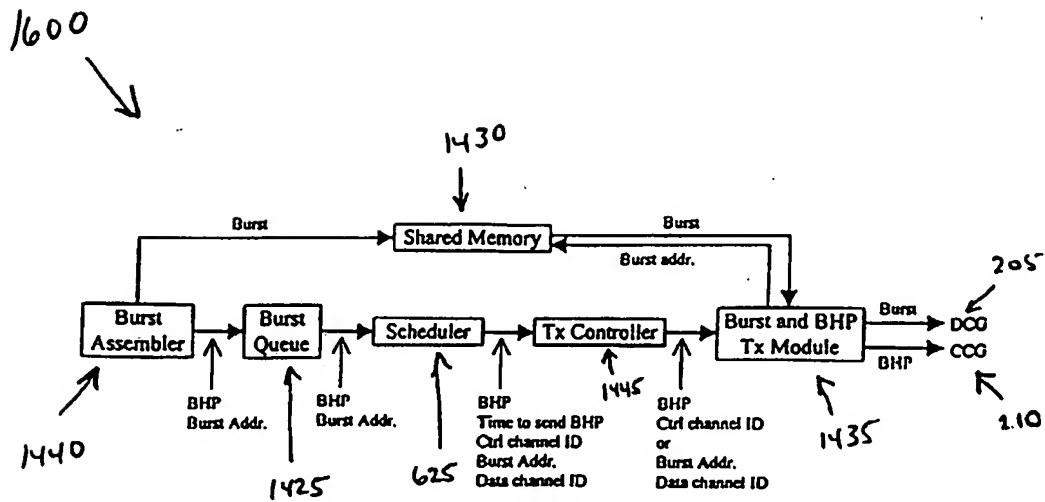 1600
1430
Burst
Shared Memory
Burst
Burst addr.
205
Burst
Assembler
Burst
Queue
Scheduler
Tx Controller
Burst and BHP
Tx Module
Burst
DCG
BHP
CCG
BHP
Burst Addr.
BHP
Burst Addr.
BHP
Time to send BHP
Ctrl channel ID
Burst Addr.
Data channel ID
1445
BHP
Ctrl channel ID
or
Burst Addr.
Data channel ID
1435
210
1440
1425
625